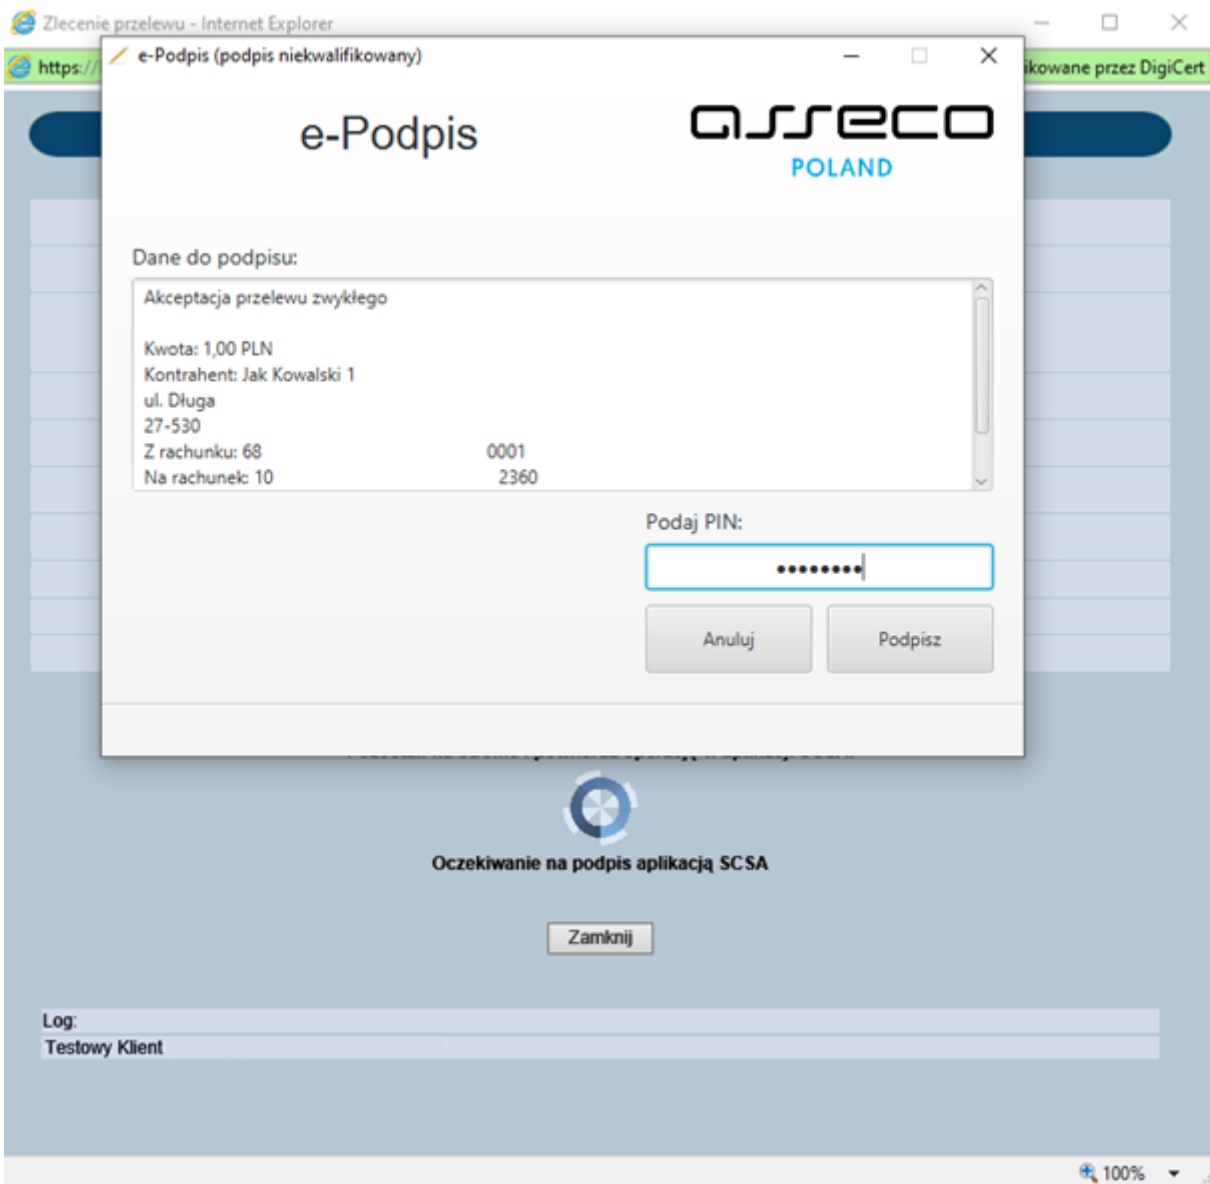 Zlecenie przelewu - Internet Explorer
https://
ikowane przez DigiCert
e-Podpis (podpis niekwalifikowany)
e-Podpis
asseco
POLAND
Dane do podpisu:
Akceptacja przelewu zwykłego
Kwota: 1,00 PLN
Kontrahent: Jak Kowalski 1
ul. Długa
27-530
Z rachunku: 68 0001
Na rachunek: 10 2360
Podaj PIN:
••••••••
Anuluj
Podpisz
Oczekiwanie na podpis aplikacją SCSA
Zamknij
Log:
Testowy Klient
100%